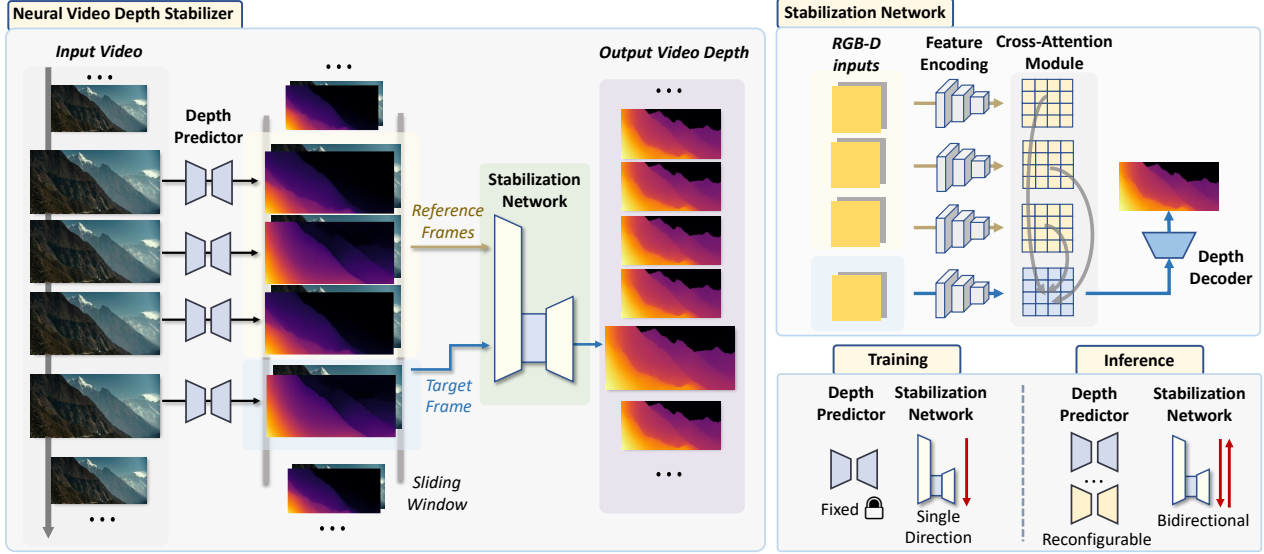 Neural Video Depth Stabilizer
Input Video
Output Video Depth
• • •
• • •
• • •
Depth
Predictor
Stabilization
Network
Reference
Frames
Target
Frame
Sliding
Window
• • •
• • •
• • •
Stabilization Network
RGB-D
inputs
Feature
Encoding
Cross-Attention
Module
Depth
Decoder
Training
Depth
Predictor
Stabilization
Network
Fixed
Single
Direction
Inference
Depth
Predictor
Stabilization
Network
...
Reconfigurable
Bidirectional